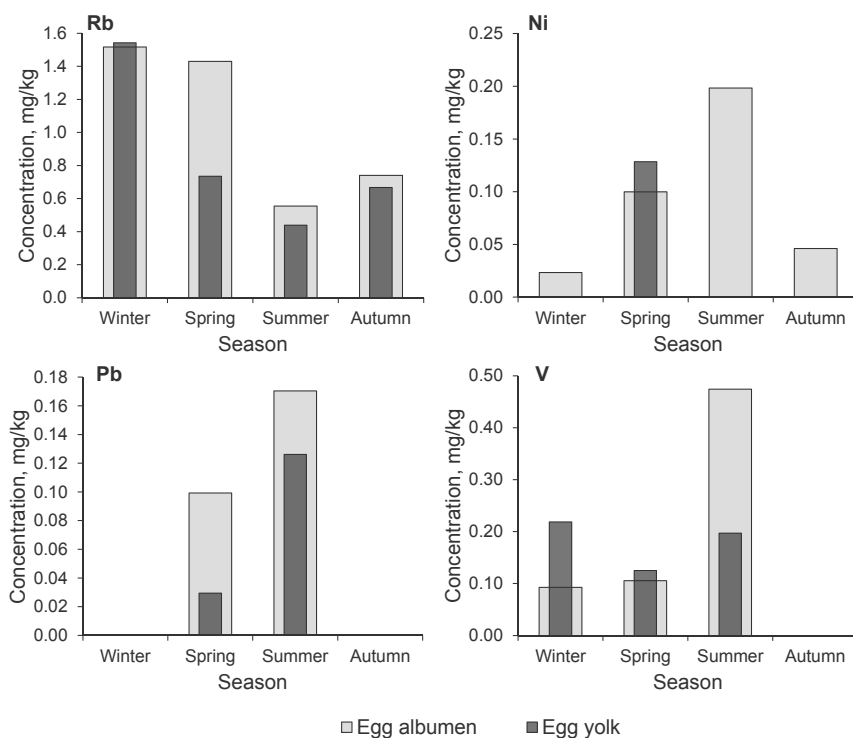 Rb
Concentration, mg/kg
1.6
1.4
1.2
1.0
0.8
0.6
0.4
0.2
0.0
Winter Spring Summer Autumn
Season
Ni
Concentration, mg/kg
0.25
0.20
0.15
0.10
0.05
0.00
Winter Spring Summer Autumn
Season
Pb
Concentration, mg/kg
0.18
0.16
0.14
0.12
0.10
0.08
0.06
0.04
0.02
0.00
Winter Spring Summer Autumn
Season
V
Concentration, mg/kg
0.50
0.40
0.30
0.20
0.10
0.00
Winter Spring Summer Autumn
Season
Egg albumen Egg yolk